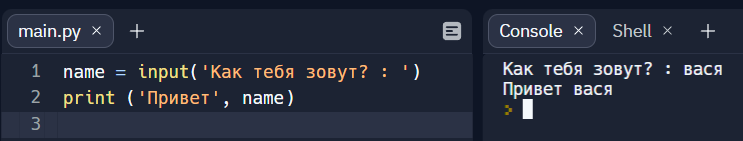 main.py × +
Console × Shell × +
1 name = input('Как тебя зовут? : ')
2 print ('Привет', name)
3
Как тебя зовут? : вася
Привет вася
>